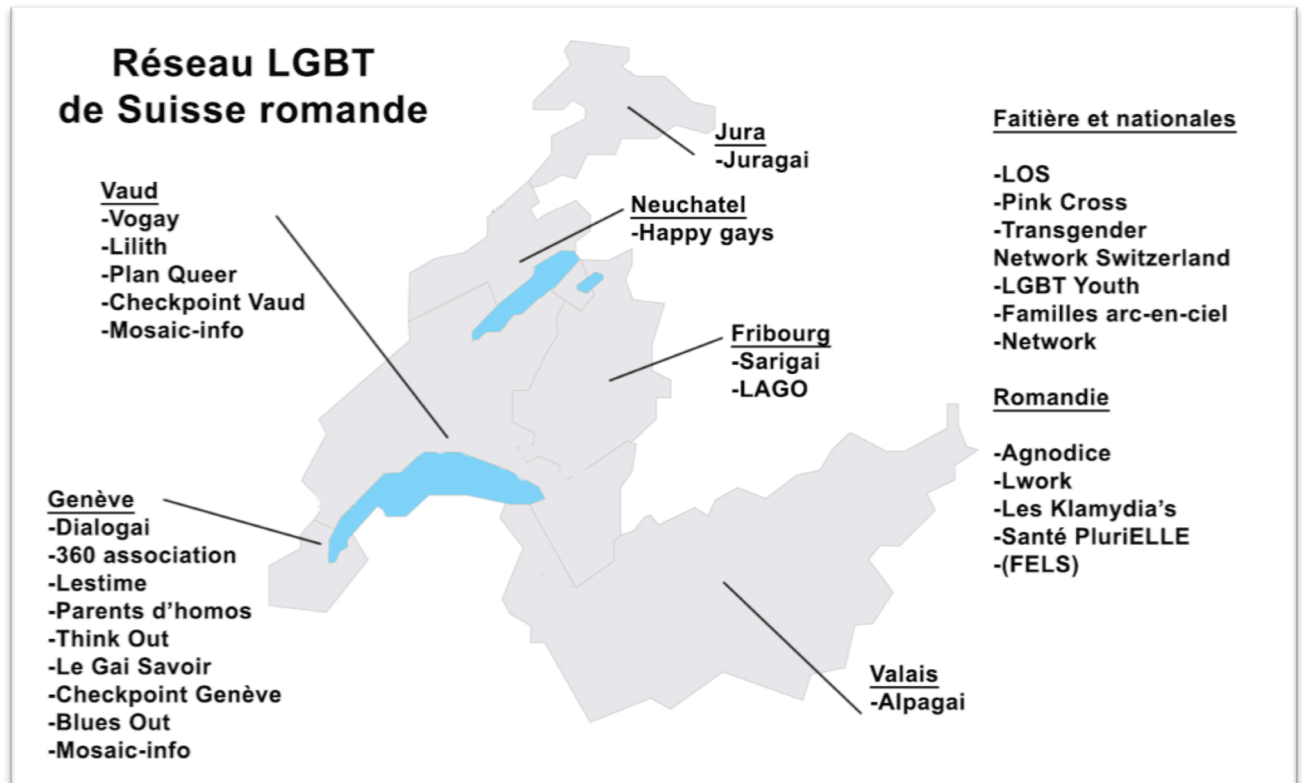 Réseau LGBT
de Suisse romande
Vaud
-Vogay
-Lilith
-Plan Queer
-Checkpoint Vaud
-Mosaic-info
Genève
-Dialogai
-360 association
-Lestime
-Parents d'homos
-Think Out
-Le Gai Savoir
-Checkpoint Genève
-Blues Out
-Mosaic-info
Jura
-Juragai
Neuchatel
-Happy gays
Fribourg
-Sarigai
-LAGO
Valais
-Alpagai
Faitière et nationales
-LOS
-Pink Cross
-Transgender
Network Switzerland
-LGBT Youth
-Familles arc-en-ciel
-Network
Romandie
-Agnodice
-Lwork
-Les Klamydia's
-Santé PluriELLE
-(FELS)